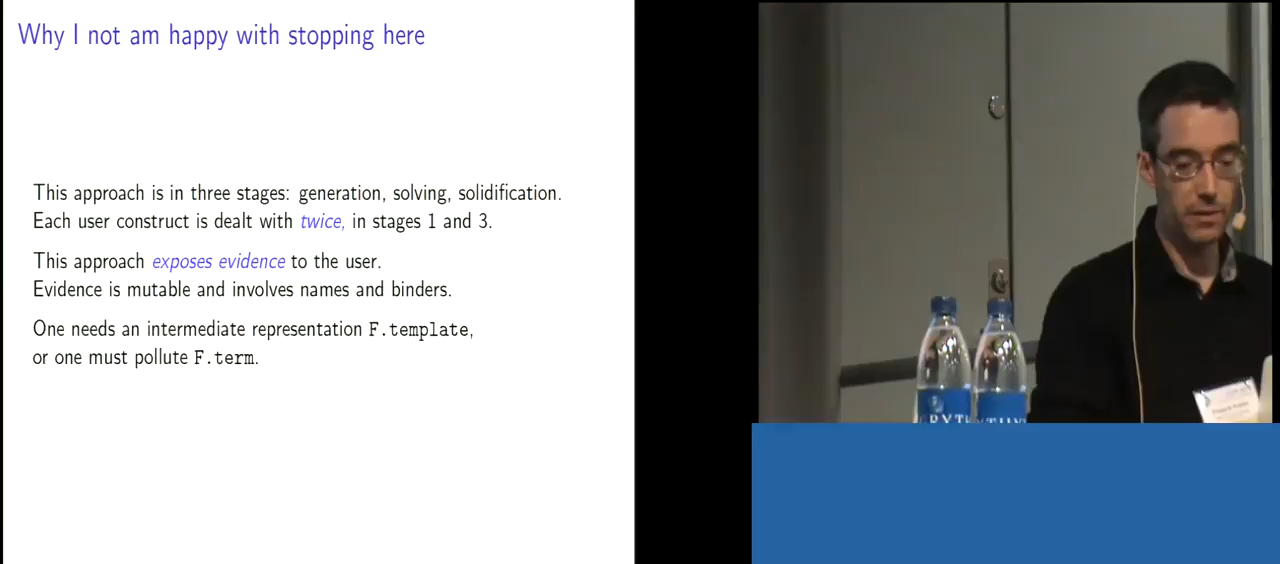 Why I not am happy with stopping here
This approach is in three stages: generation, solving, solidification.
Each user construct is dealt with twice, in stages 1 and 3.
This approach exposes evidence to the user.
Evidence is mutable and involves names and binders.
One needs an intermediate representation F.template,
or one must pollute F.term.